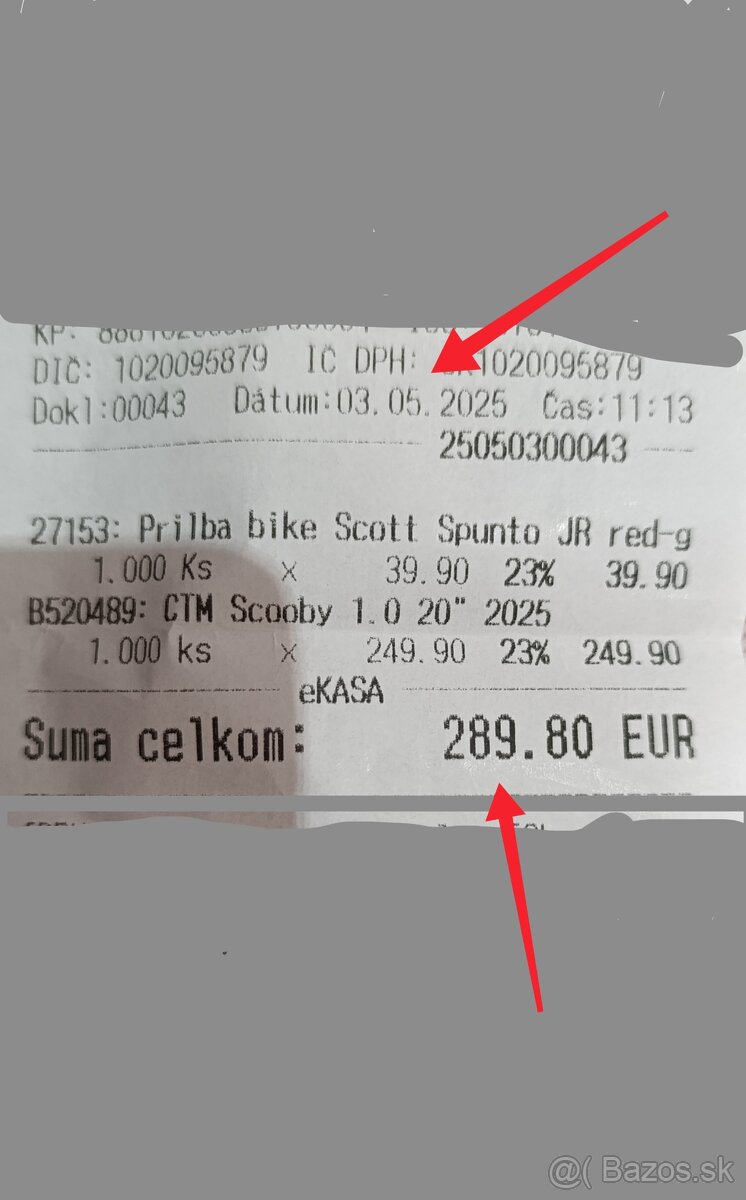 KP:
DIČ: 1020095879 IČ DPH: 1020095879
Dokl:00043 Dátum:03.05.2025 Čas:11:13
25050300043
27153: Prilba bike Scott Spunto JR red-g
1.000 Ks x 39.90 23% 39.90
B520489: CTM Scooby 1.0 20" 2025
1.000 ks x 249.90 23% 249.90
eKASA
Suma celkom: 289.80 EUR
@( Bazos.sk